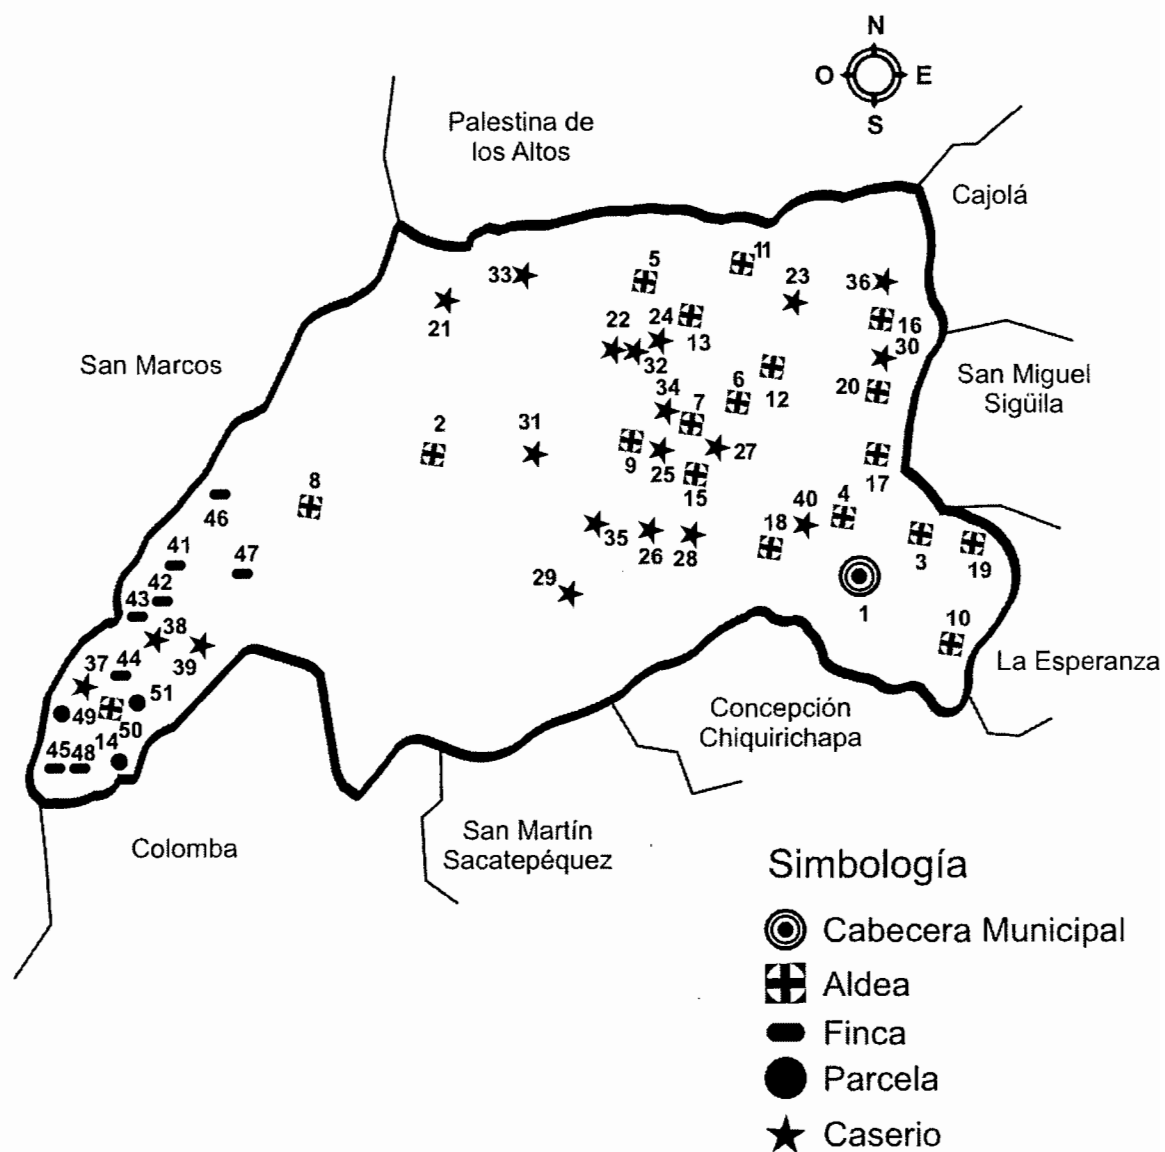 N
O E
S
Palestina de
los Altos
Cajolá
San Marcos
San Miguel
Sigüila
La Esperanza
Concepción
Chiquirichapa
San Martín
Sacatepéquez
Colomba
33
5
11
23
36
21
22
24
13
16
32
30
6
12
20
34
7
2
31
9
25
27
15
17
8
46
35
26
28
18
40
4
3
19
41
47
42
29
1
43
38
39
10
37
44
51
49
50
45
48
14
Simbología
Cabecera Municipal
Aldea
Finca
Parcela
Caserio